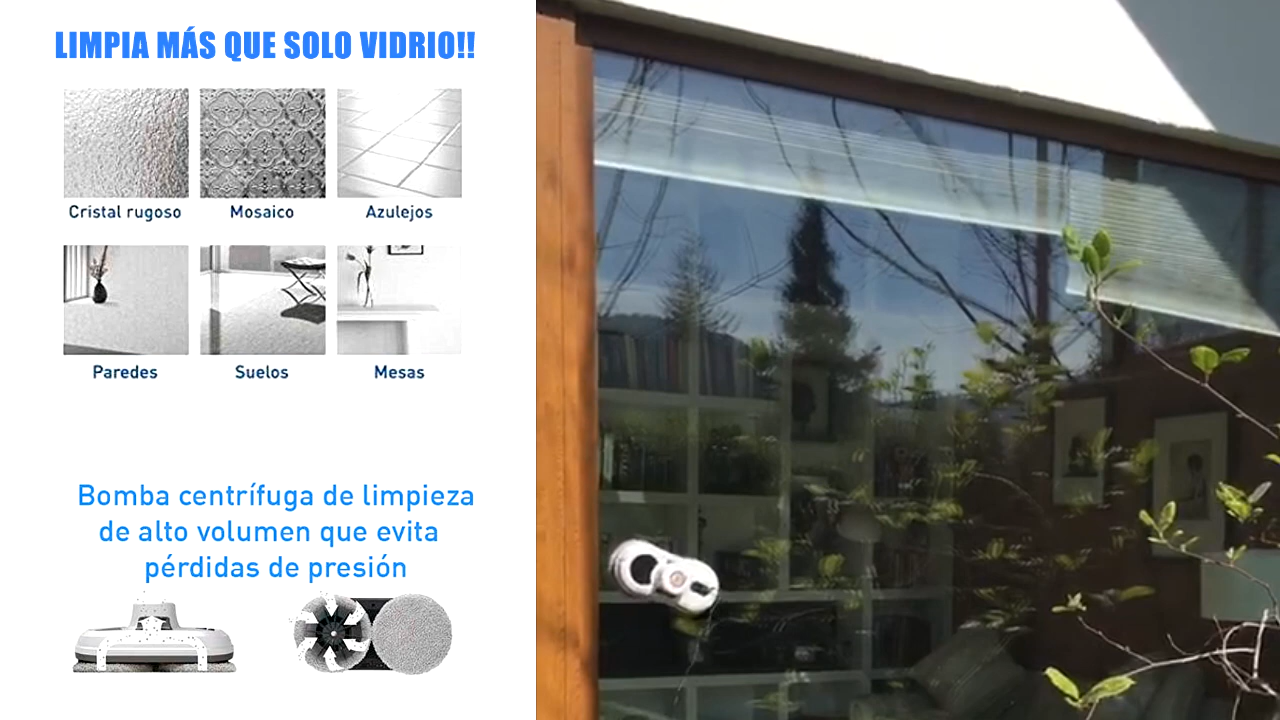 LIMPIA MÁS QUE SOLO VIDRIO!!
Cristal rugoso
Mosaico
Azulejos
Paredes
Suelos
Mesas
Bomba centrífuga de limpieza
de alto volumen que evita
pérdidas de presión